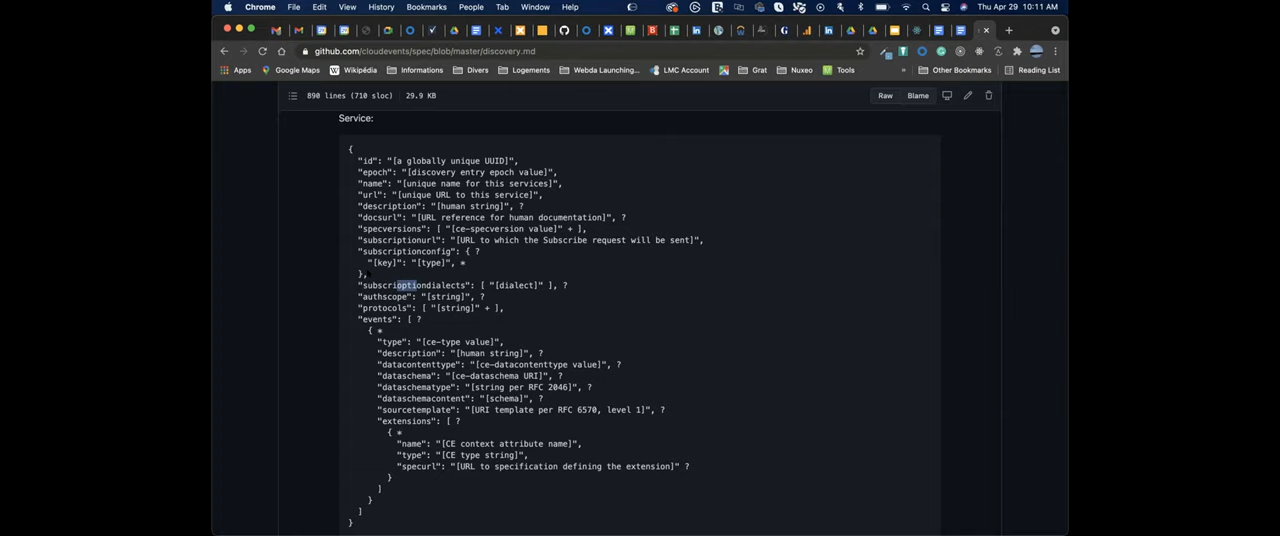 Chrome File Edit View History Bookmarks People Tab Window Help Thu Apr 29 10:11 AM
github.com/cloudevents/spec/blob/master/discovery.md
Apps Google Maps Wikipédia Informations Divers Logements Webda Launching... LMC Account Grat Nuxeo Tools » Other Bookmarks Reading List
890 lines (710 sloc) 29.9 KB Raw Blame
Service:
{
"id": "[a globally unique UUID]",
"epoch": "[discovery entry epoch value]",
"name": "[unique name for this services]",
"url": "[unique URL to this service]",
"description": "[human string]", ?
"docsurl": "[URL reference for human documentation]", ?
"specversions": [ "[ce-specversion value]" + ],
"subscriptionurl": "[URL to which the Subscribe request will be sent]",
"subscriptionconfig": { ?
"[key]": "[type]", *
},
"subscriptiondialects": [ "[dialect]" ], ?
"authscope": "[string]", ?
"protocols": [ "[string]" + ],
"events": [ ?
{ *
"type": "[ce-type value]",
"description": "[human string]", ?
"datacontenttype": "[ce-datacontenttype value]", ?
"dataschema": "[ce-dataschema URI]", ?
"dataschematype": "[string per RFC 2046]", ?
"dataschemacontent": "[schema]", ?
"sourcetemplate": "[URI template per RFC 6570, level 1]", ?
"extensions": [ ?
{ *
"name": "[CE context attribute name]",
"type": "[CE type string]",
"specurl": "[URL to specification defining the extension]" ?
}
]
}
]
}